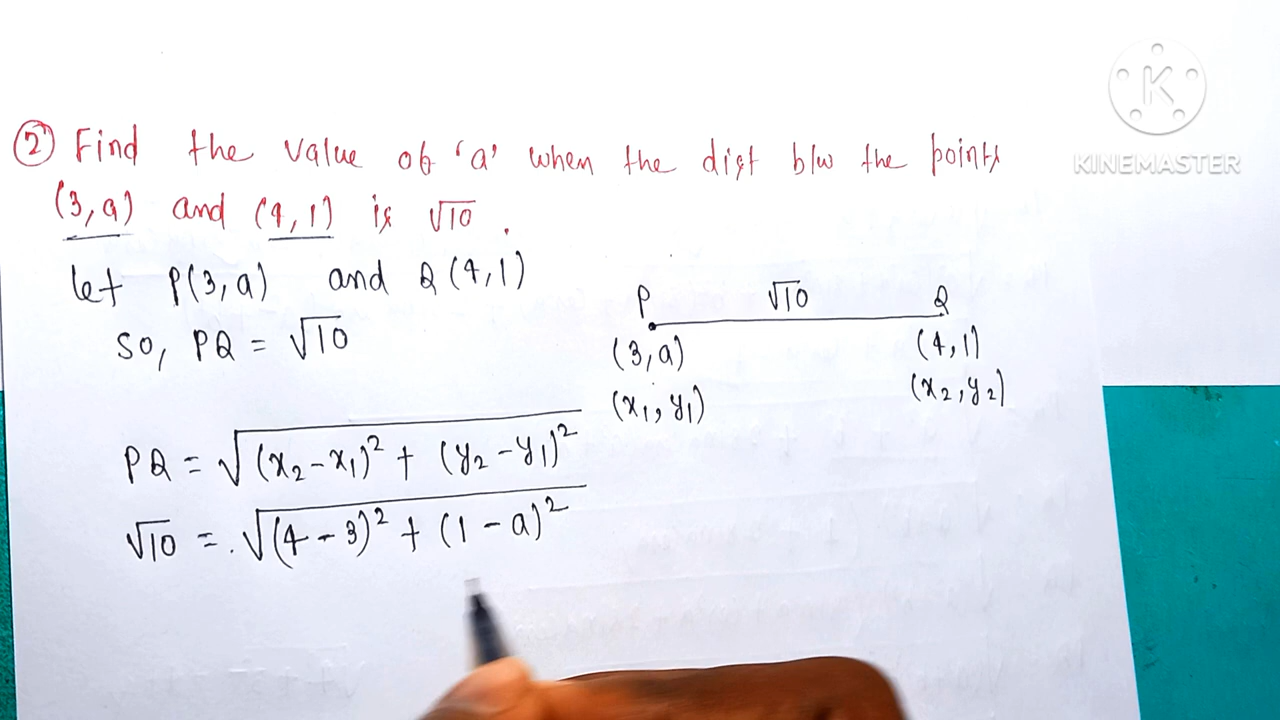 ② Find the value of 'a' when the dist b/w the points
(3,a) and (4,1) is √10 .
let P(3,a) and Q(4,1)
so, PQ = √10
P √10 Q
(3,a) (4,1)
(x₁,y₁) (x₂,y₂)
PQ = √(x₂-x₁)² + (y₂-y₁)²
√10 = √(4-3)² + (1-a)²
K
KINEMASTER